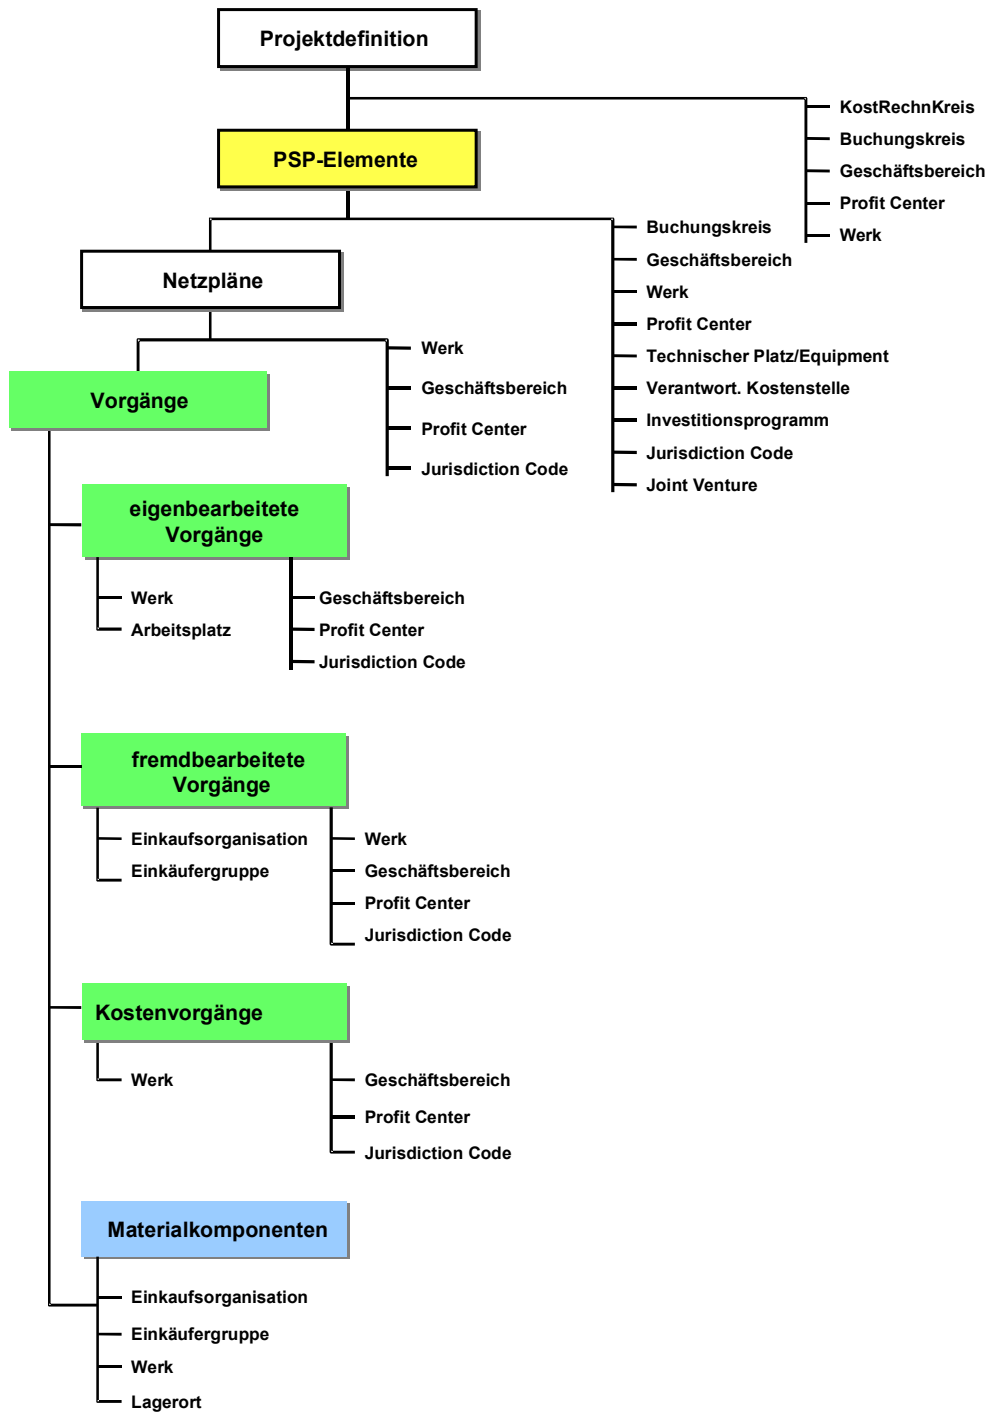 Projektdefinition
KostRechnKreis
Buchungskreis
Geschäftsbereich
Profit Center
Werk
PSP-Elemente
Buchungskreis
Geschäftsbereich
Werk
Profit Center
Technischer Platz/Equipment
Verantwort. Kostenstelle
Investitionsprogramm
Jurisdiction Code
Joint Venture
Netzpläne
Werk
Geschäftsbereich
Profit Center
Jurisdiction Code
Vorgänge
eigenbearbeitete
Vorgänge
Werk
Arbeitsplatz
Geschäftsbereich
Profit Center
Jurisdiction Code
fremdbearbeitete
Vorgänge
Einkaufsorganisation
Einkäufergruppe
Werk
Geschäftsbereich
Profit Center
Jurisdiction Code
Kostenvorgänge
Werk
Geschäftsbereich
Profit Center
Jurisdiction Code
Materialkomponenten
Einkaufsorganisation
Einkäufergruppe
Werk
Lagerort